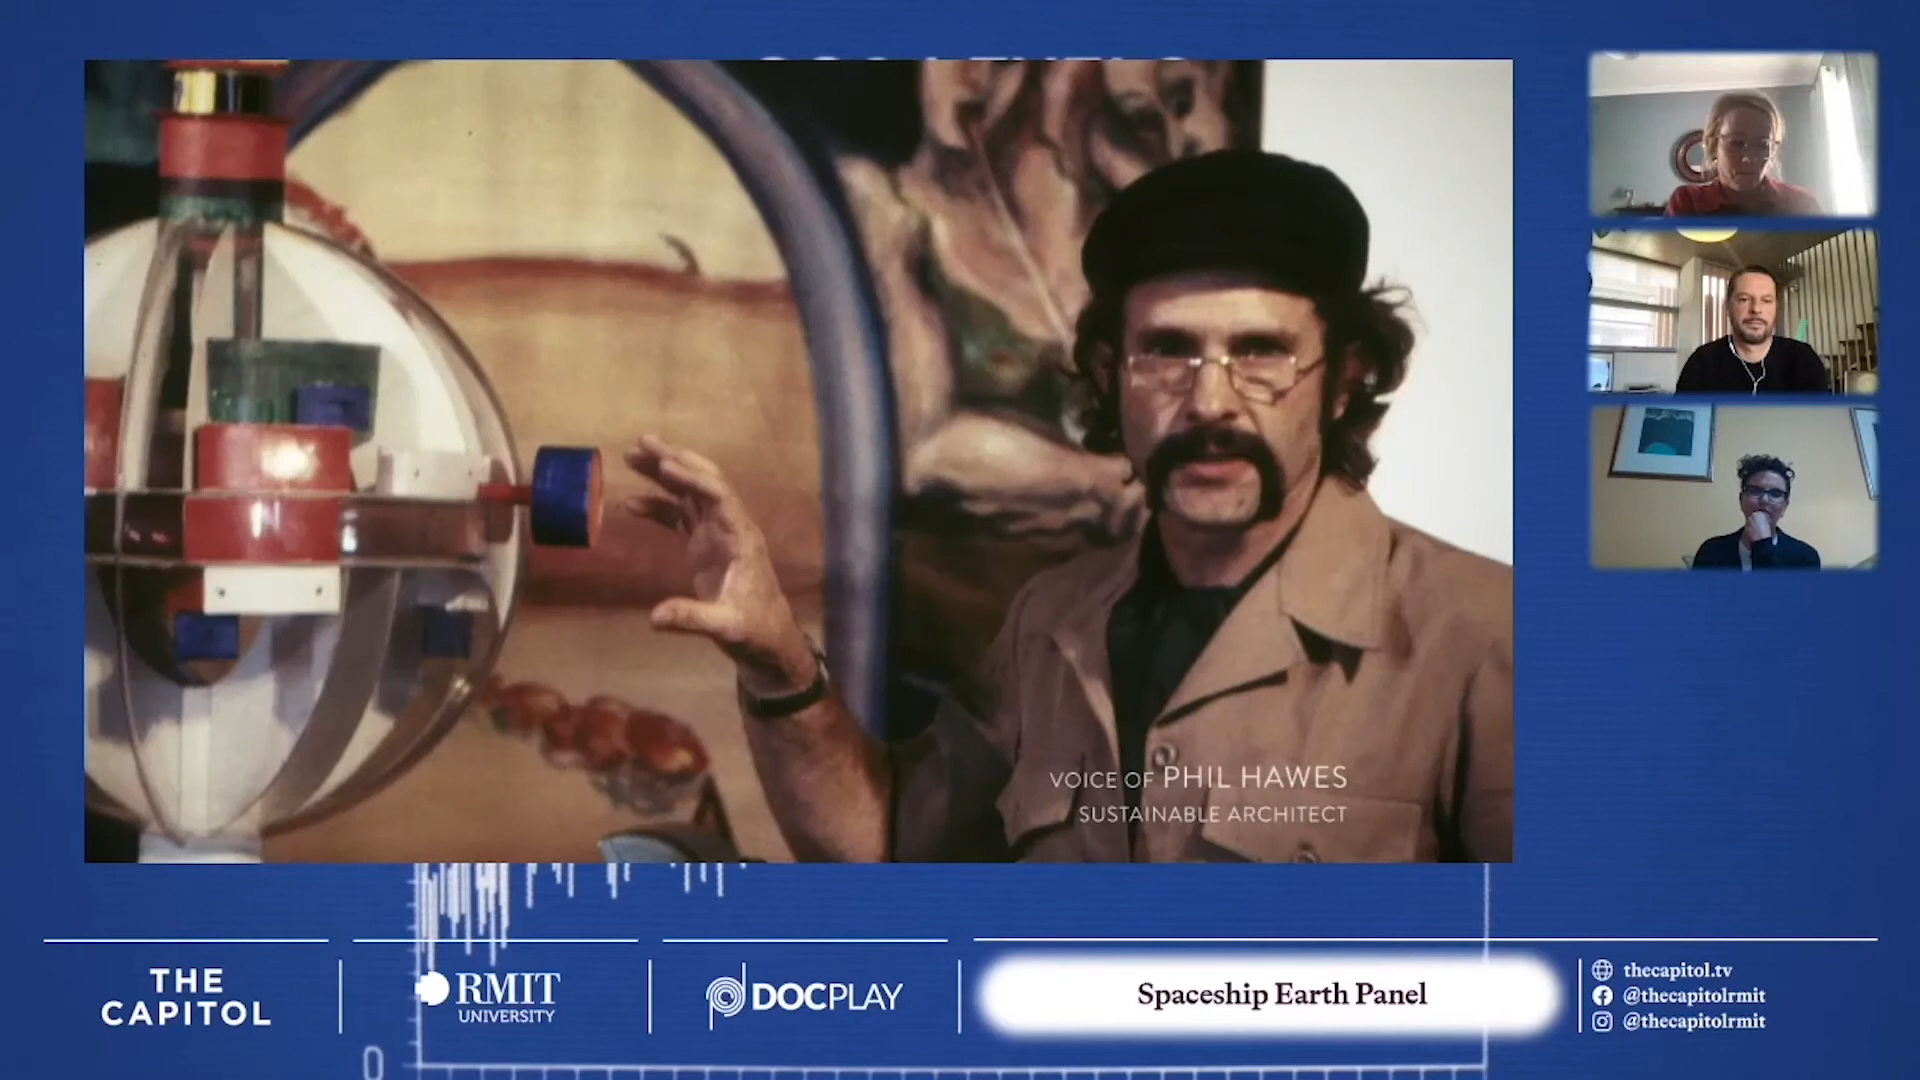 VOICE OF PHIL HAWES
SUSTAINABLE ARCHITECT
THE
CAPITOL
RMIT
UNIVERSITY
DOCPLAY
Spaceship Earth Panel
thecapitol.tv
@thecapitolrmit
@thecapitolrmit
0